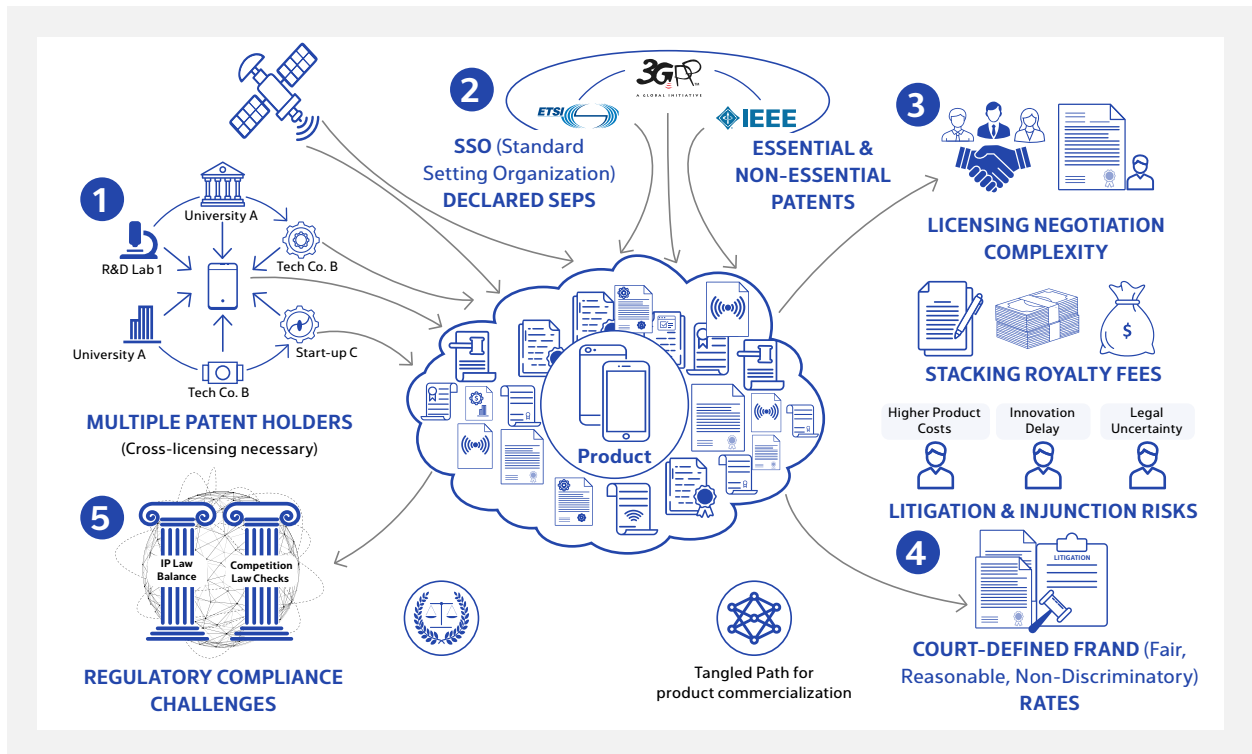 1
University A
R&D Lab 1
Tech Co. B
University A
Start-up C
Tech Co. B
MULTIPLE PATENT HOLDERS
(Cross-licensing necessary)
2
3GPP
A GLOBAL INITIATIVE
ETSI
IEEE
SSO (Standard
Setting Organization)
DECLARED SEPS
ESSENTIAL &
NON-ESSENTIAL
PATENTS
Product
3
LICENSING NEGOTIATION
COMPLEXITY
$
STACKING ROYALTY FEES
Higher Product
Costs
Innovation
Delay
Legal
Uncertainty
LITIGATION & INJUNCTION RISKS
4
LITIGATION
COURT-DEFINED FRAND (Fair,
Reasonable, Non-Discriminatory)
RATES
5
IP Law
Balance
Competition
Law Checks
REGULATORY COMPLIANCE
CHALLENGES
Tangled Path for
product commercialization